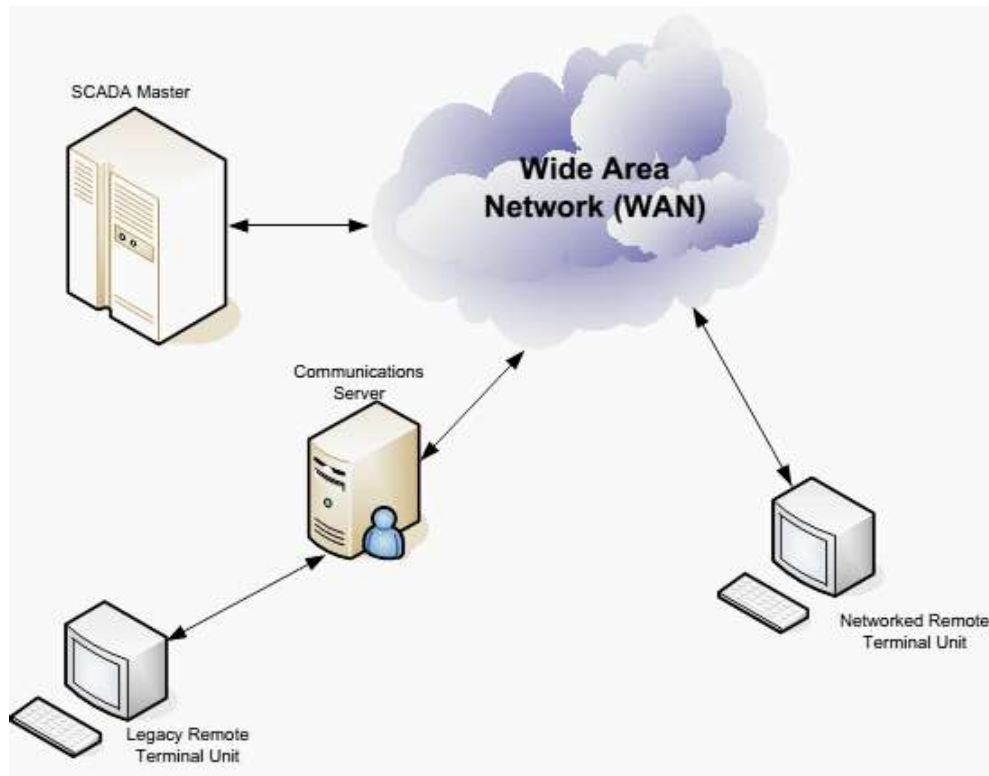 SCADA Master
Wide Area
Network (WAN)
Communications
Server
Networked Remote
Terminal Unit
Legacy Remote
Terminal Unit